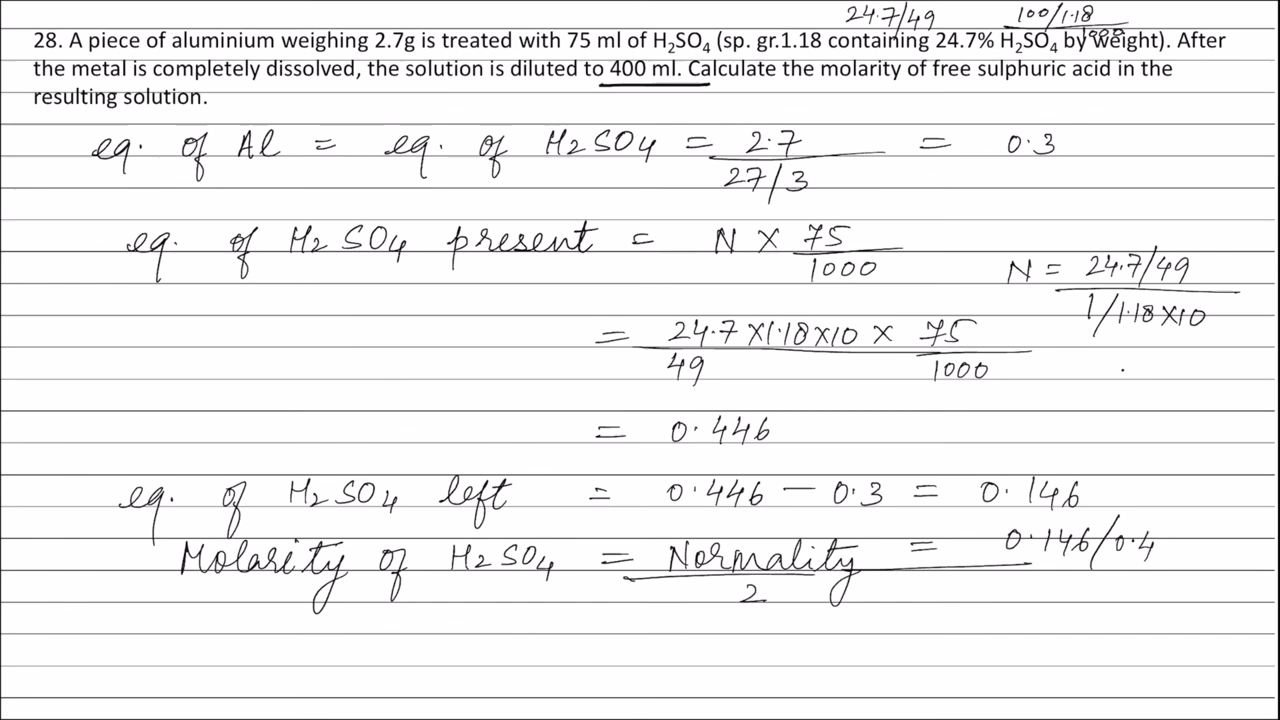 24.7/49 100/1.18
1000
28. A piece of aluminium weighing 2.7g is treated with 75 ml of H₂SO₄ (sp. gr.1.18 containing 24.7% H₂SO₄ by weight). After
the metal is completely dissolved, the solution is diluted to 400 ml. Calculate the molarity of free sulphuric acid in the
resulting solution.
eq. of Al = eq. of H₂SO₄ = 2.7 = 0.3
27/3
eq. of H₂SO₄ present = N × 75
1000
N = 24.7/49
1/1.18×10
= 24.7×1.18×10 × 75
49 1000
= 0.446
eq. of H₂SO₄ left = 0.446 – 0.3 = 0.146
Molarity of H₂SO₄ = Normality = 0.146/0.4
2